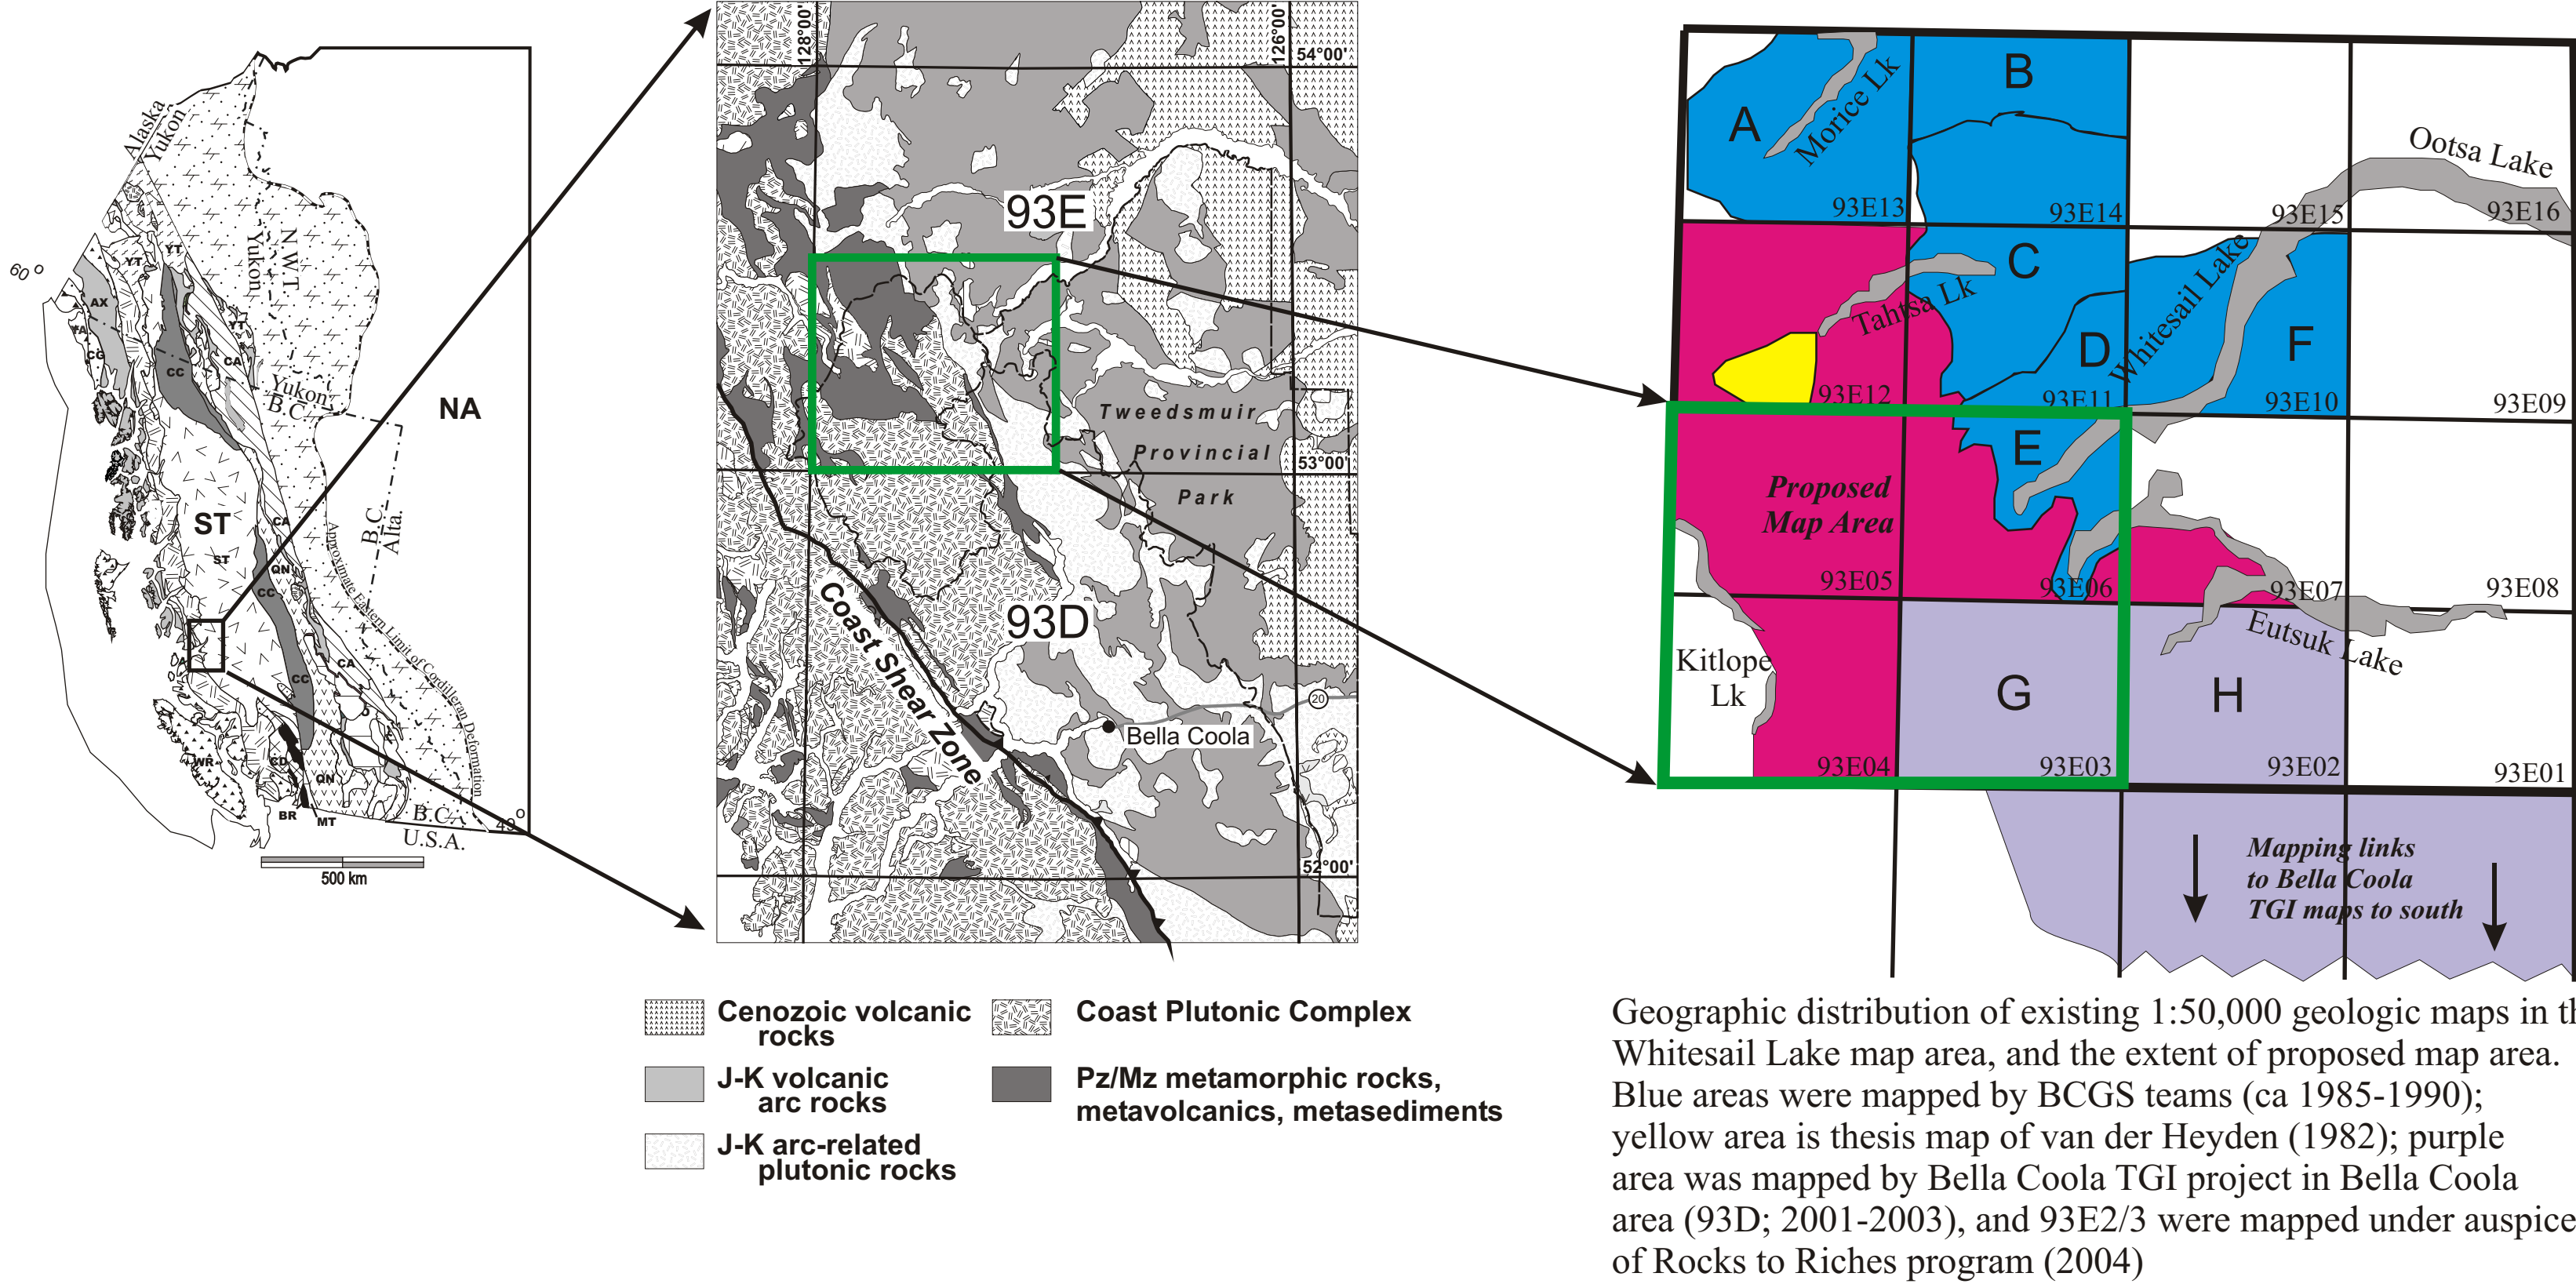 Alaska
Yukon
60°
YT
YT
AX
YA
CG
CC
YT
CA
N.W.T
Yukon
Yukon
B.C.
NA
B.C.
Alta.
ST
ST
CA
QN
CC
Approximate Eastern Limit of Cordilleran Deformation
A
CC
CA
WR
CD
QN
BR
MT
B.C.
U.S.A.
49°
500 km
128°00'
126°00'
54°00'
93E
Tweedsmuir
Provincial
Park
53°00'
93D
Coast Shear Zone
20
Bella Coola
52°00'
Cenozoic volcanic
rocks
J-K volcanic
arc rocks
J-K arc-related
plutonic rocks
Coast Plutonic Complex
Pz/Mz metamorphic rocks,
metavolcanics, metasediments
A
Morice Lk
B
Ootsa Lake
93E13
93E14
93E15
93E16
C
Tahtsa Lk
D
Whitesail Lake
F
93E12
93E11
93E10
93E09
E
Proposed
Map Area
93E05
93E06
93E07
93E08
Kitlope
Lk
G
H
Eutsuk Lake
93E04
93E03
93E02
93E01
Mapping links
to Bella Coola
TGI maps to south
Geographic distribution of existing 1:50,000 geologic maps in th
Whitesail Lake map area, and the extent of proposed map area.
Blue areas were mapped by BCGS teams (ca 1985-1990);
yellow area is thesis map of van der Heyden (1982); purple
area was mapped by Bella Coola TGI project in Bella Coola
area (93D; 2001-2003), and 93E2/3 were mapped under auspice
of Rocks to Riches program (2004)